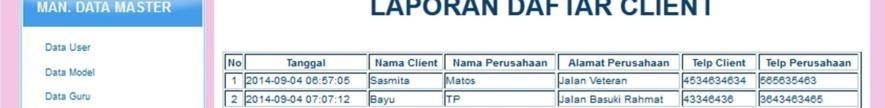 MAN. DATA MASTER
LAPORAN DAFTAR CLIENT
Data User
Data Model
Data Guru
No Tanggal Nama Client Nama Perusahaan Alamat Perusahaan Telp Client Telp Perusahaan
1 2014-09-04 06:57:05 Sasmita Matos Jalan Veteran 4534634634 565635463
2 2014-09-04 07:07:12 Bayu TP Jalan Basuki Rahmat 43346436 3643463465